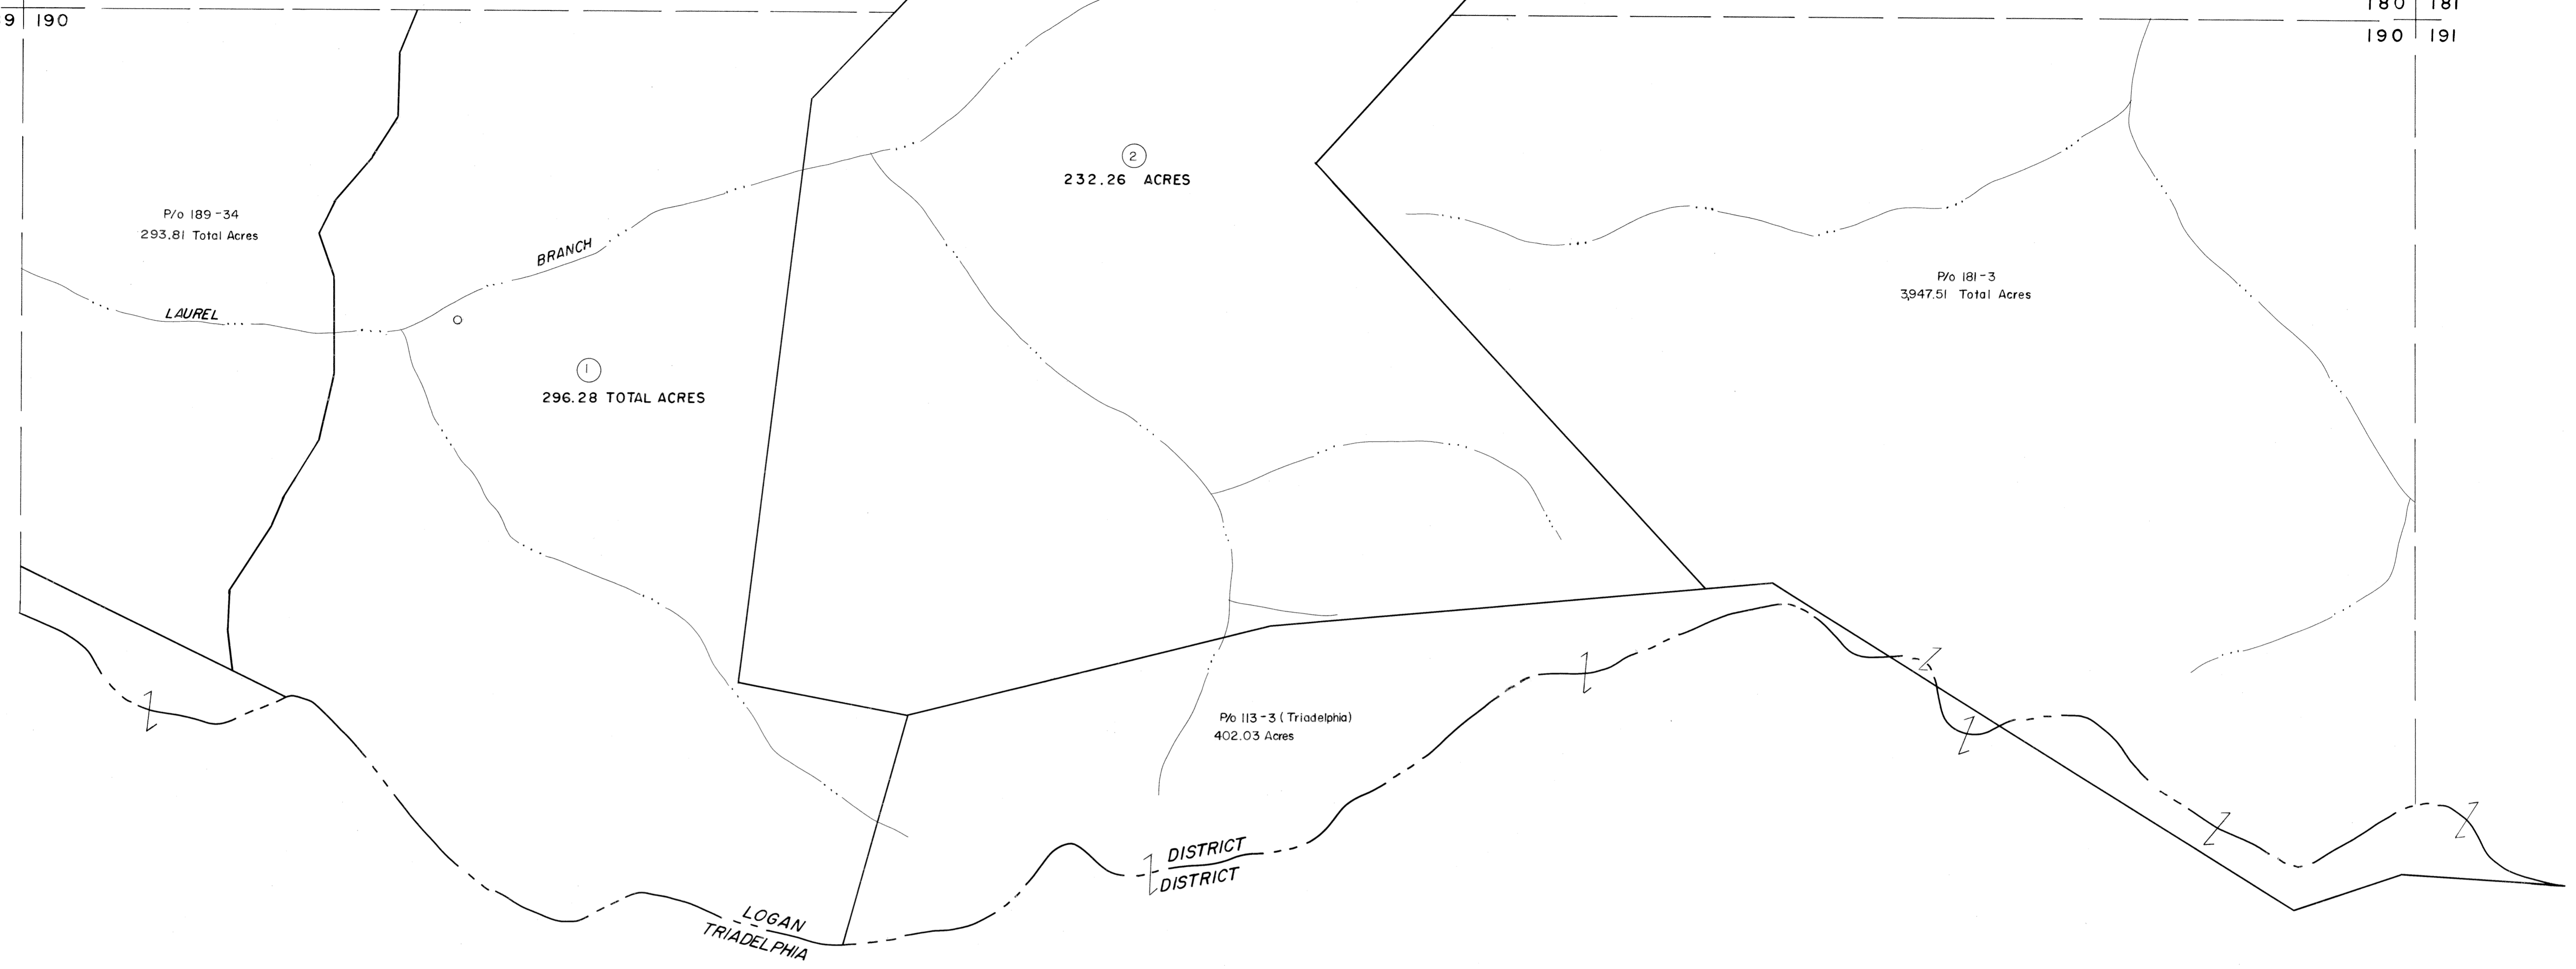 9 190
180 181
190 191
P/o 189-34
293.81 Total Acres
LAUREL
BRANCH
1
296.28 TOTAL ACRES
2
232.26 ACRES
P/o 181-3
3,947.51 Total Acres
P/o 113-3 (Triadelphia)
402.03 Acres
DISTRICT
DISTRICT
LOGAN
TRIADELPHIA